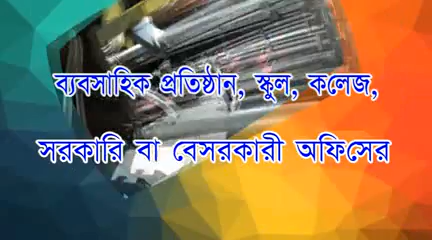 ব্যবসাহিক প্রতিষ্ঠান, স্কুল, কলেজ,
সরকারি বা বেসরকারী অফিসের